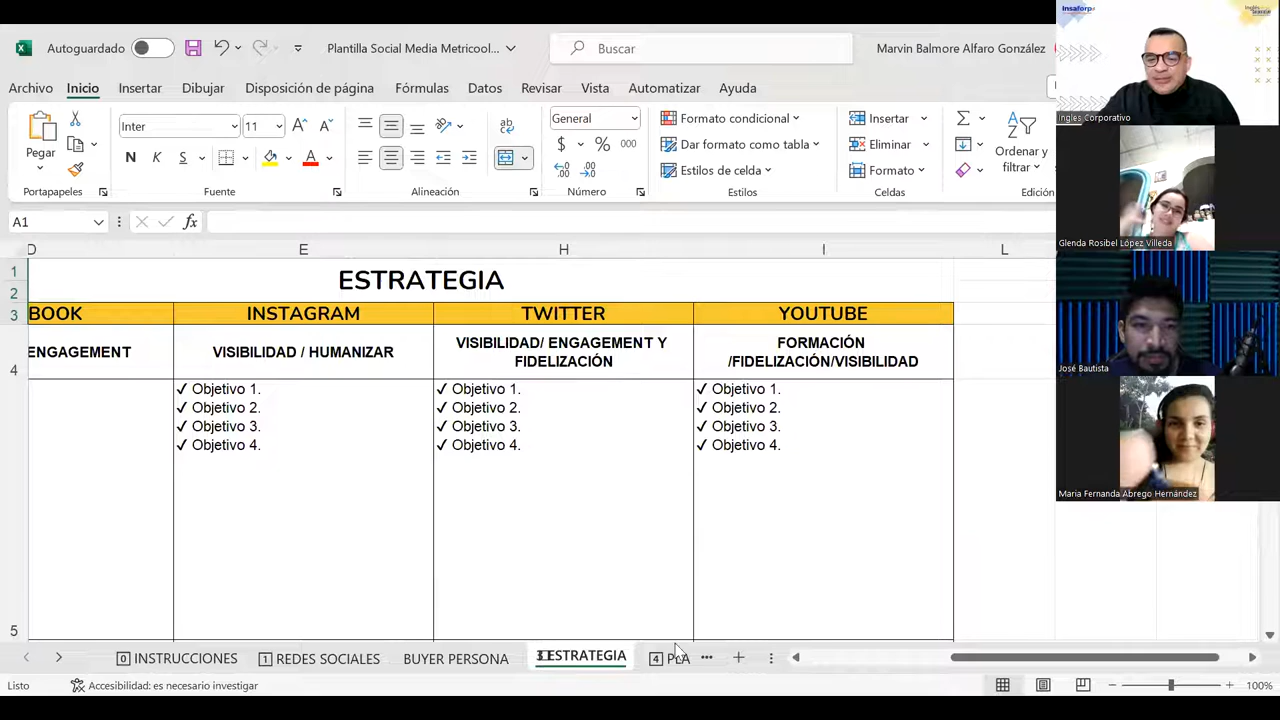 Autoguardado
Plantilla Social Media Metricool...
Buscar
Marvin Balmore Alfaro González
Archivo Inicio Insertar Dibujar Disposición de página Fórmulas Datos Revisar Vista Automatizar Ayuda
Pegar
Portapapeles
Inter 11
N K S
Fuente
Alineación
General
$ % 000
Número
Formato condicional
Dar formato como tabla
Estilos de celda
Estilos
Insertar
Eliminar
Formato
Celdas
Ordenar y
filtrar
Edición
A1
fx
D E H I L
1
2
3
4
5
ESTRATEGIA
BOOK INSTAGRAM TWITTER YOUTUBE
ENGAGEMENT
VISIBILIDAD / HUMANIZAR
VISIBILIDAD/ ENGAGEMENT Y
FIDELIZACIÓN
FORMACIÓN
/FIDELIZACIÓN/VISIBILIDAD
✓ Objetivo 1.
✓ Objetivo 2.
✓ Objetivo 3.
✓ Objetivo 4.
✓ Objetivo 1.
✓ Objetivo 2.
✓ Objetivo 3.
✓ Objetivo 4.
✓ Objetivo 1.
✓ Objetivo 2.
✓ Objetivo 3.
✓ Objetivo 4.
0 INSTRUCCIONES 1 REDES SOCIALES BUYER PERSONA 3 ESTRATEGIA 4 PLA
Listo
Accesibilidad: es necesario investigar
100%
Insaforp
Ingles Corporativo
Glenda Rosibel López Villeda
José Bautista
Maria Fernanda Abrego Hernández